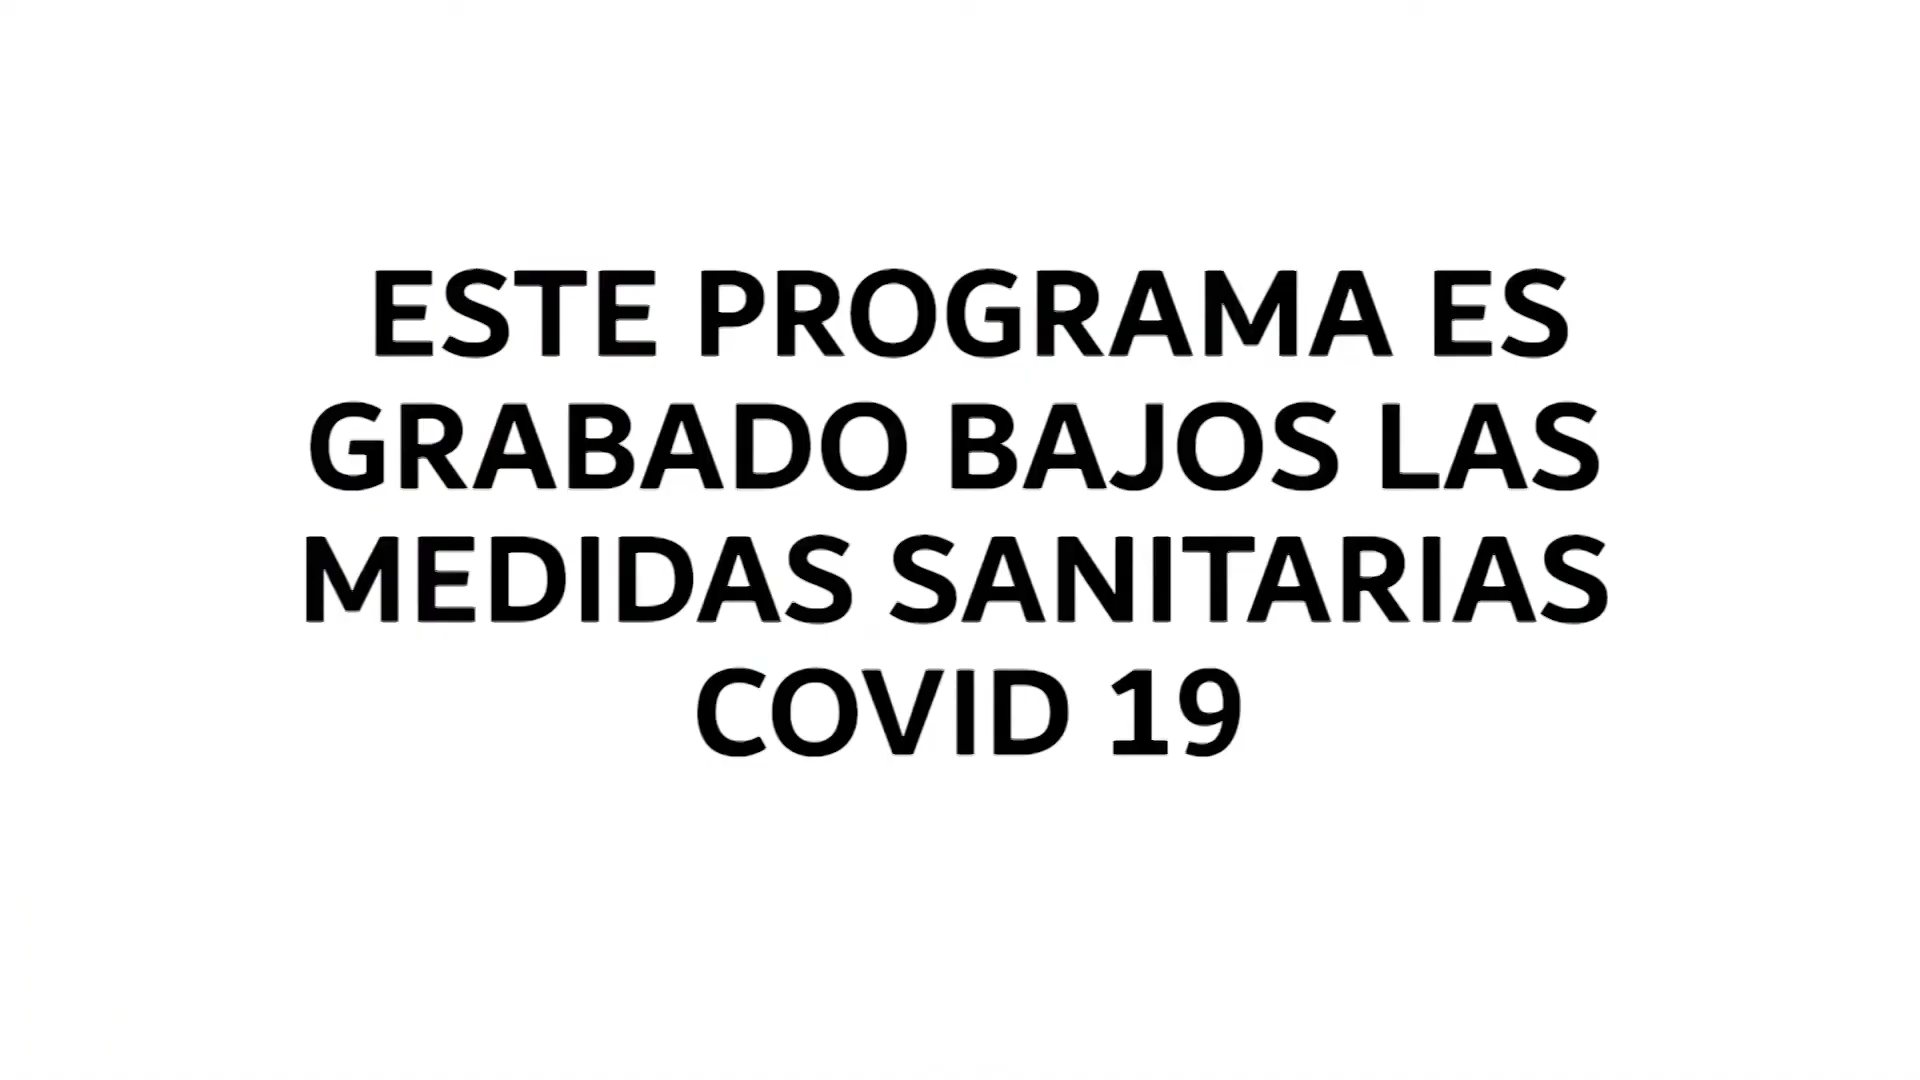 ESTE PROGRAMA ES
GRABADO BAJOS LAS
MEDIDAS SANITARIAS
COVID 19